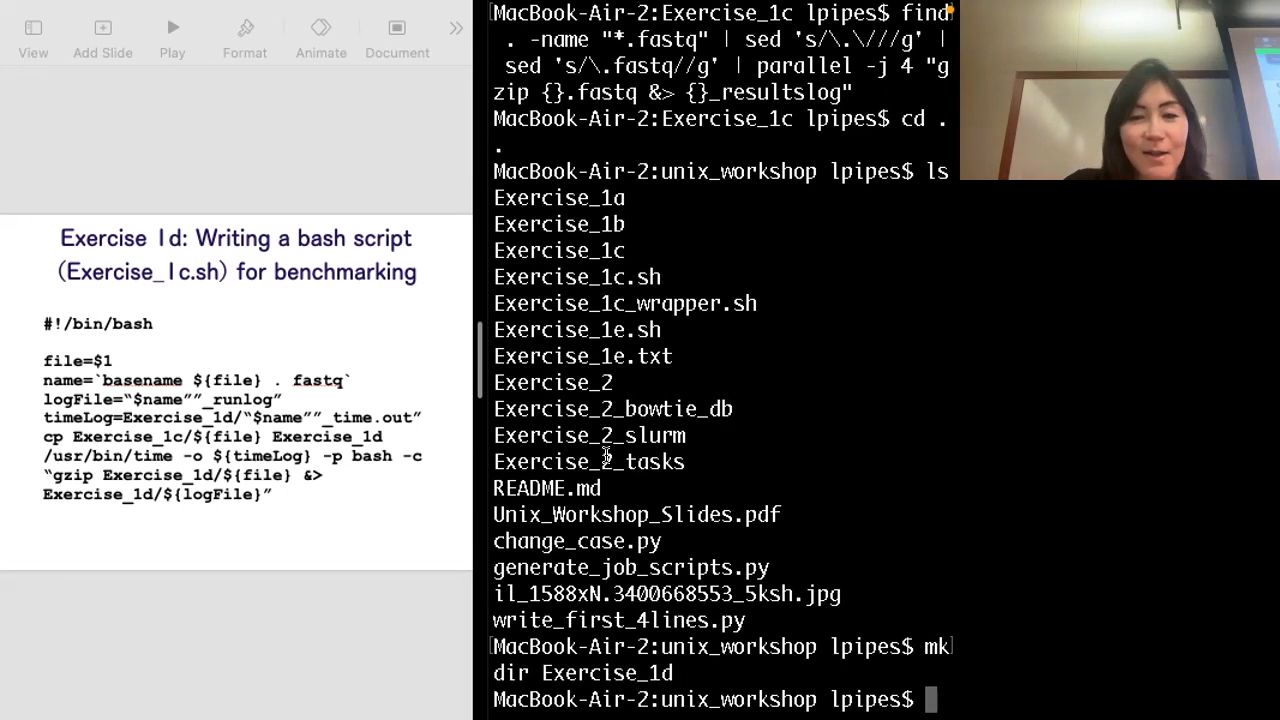 View
Add Slide
Play
Format
Animate
Document
Exercise 1d: Writing a bash script
(Exercise_1c.sh) for benchmarking
#!/bin/bash
file=$1
name=`basename ${file} . fastq`
logFile=“$name””_runlog”
timeLog=Exercise_1d/“$name””_time.out”
cp Exercise_1c/${file} Exercise_1d
/usr/bin/time -o ${timeLog} -p bash -c
“gzip Exercise_1d/${file} &>
Exercise_1d/${logFile}”
[MacBook-Air-2:Exercise_1c lpipes$ find
. -name "*.fastq" | sed 's/\.\///g' |
sed 's/\.fastq//g' | parallel -j 4 "g
zip {}.fastq &> {}_resultslog"
MacBook-Air-2:Exercise_1c lpipes$ cd .
.
MacBook-Air-2:unix_workshop lpipes$ ls
Exercise_1a
Exercise_1b
Exercise_1c
Exercise_1c.sh
Exercise_1c_wrapper.sh
Exercise_1e.sh
Exercise_1e.txt
Exercise_2
Exercise_2_bowtie_db
Exercise_2_slurm
Exercise_2_tasks
README.md
Unix_Workshop_Slides.pdf
change_case.py
generate_job_scripts.py
il_1588xN.3400668553_5ksh.jpg
write_first_4lines.py
[MacBook-Air-2:unix_workshop lpipes$ mk]
dir Exercise_1d
MacBook-Air-2:unix_workshop lpipes$